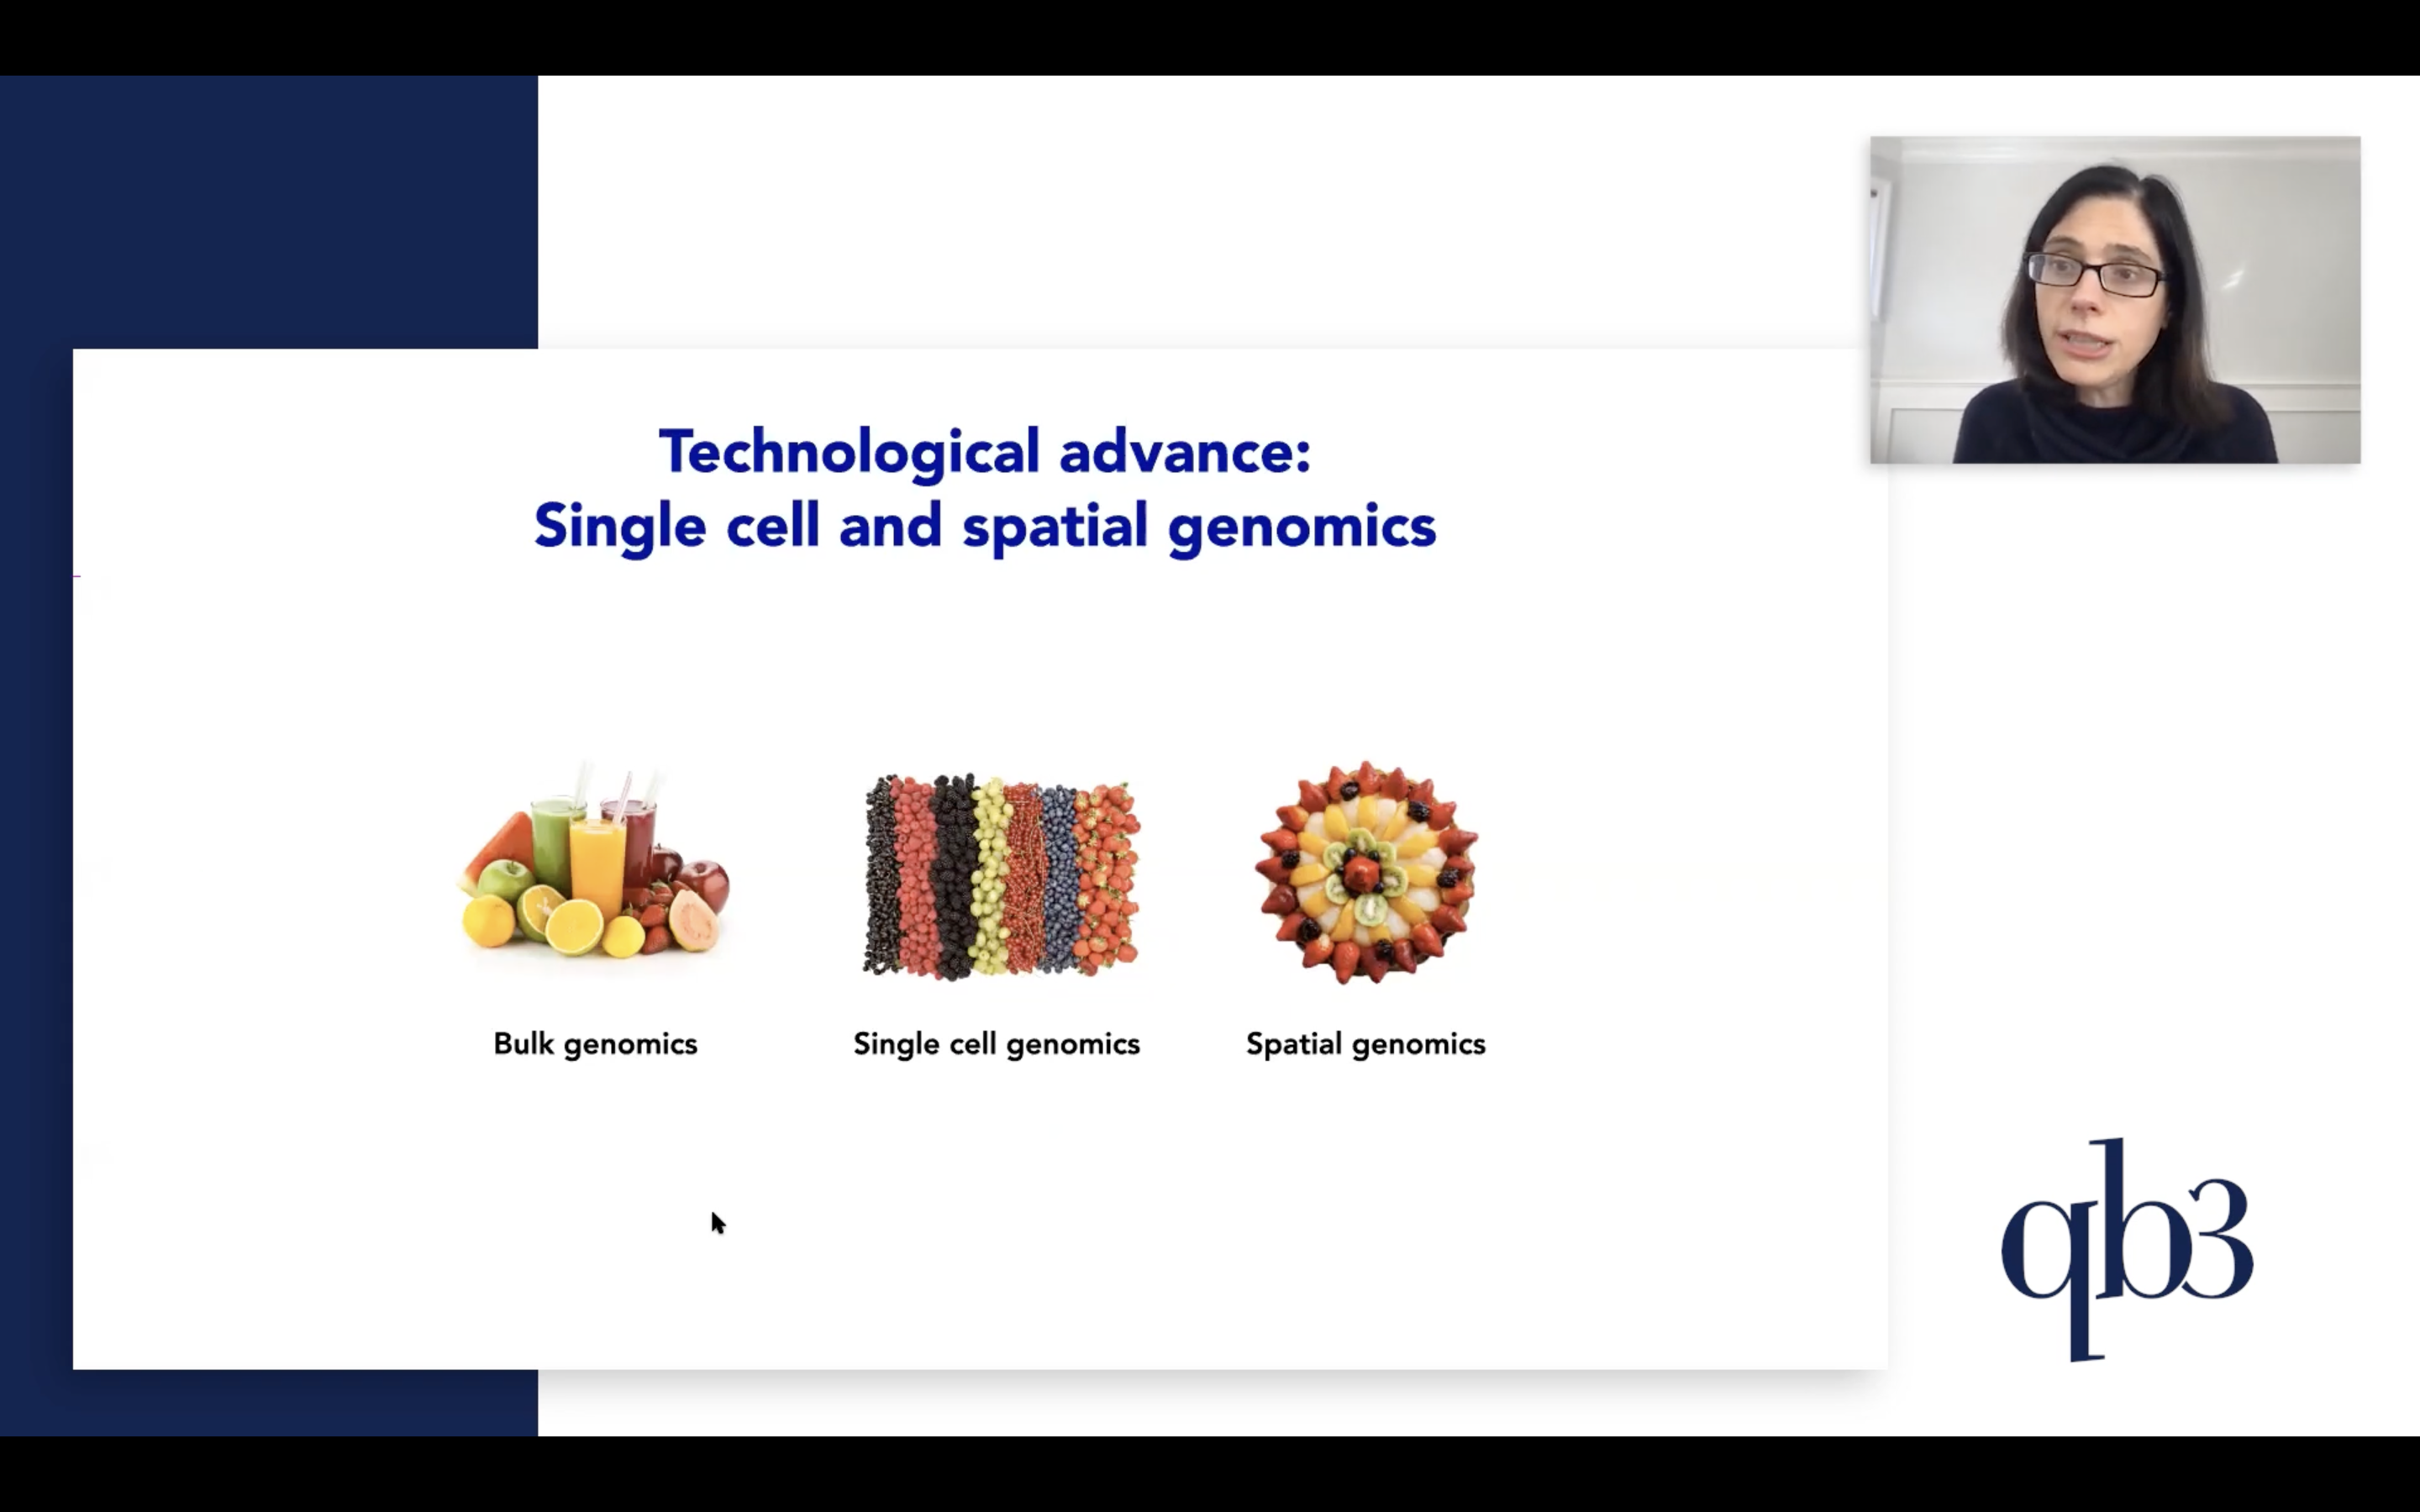 Technological advance:
Single cell and spatial genomics
Bulk genomics
Single cell genomics
Spatial genomics
qb3